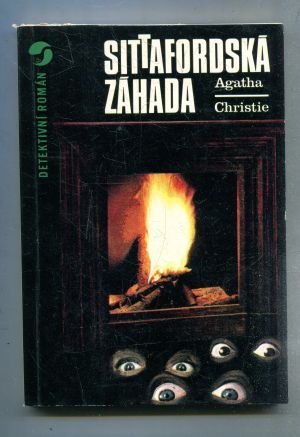 DETEKTIVNÍ ROMÁN
SITTAFORDSKÁ
ZÁHADA
Agatha
Christie